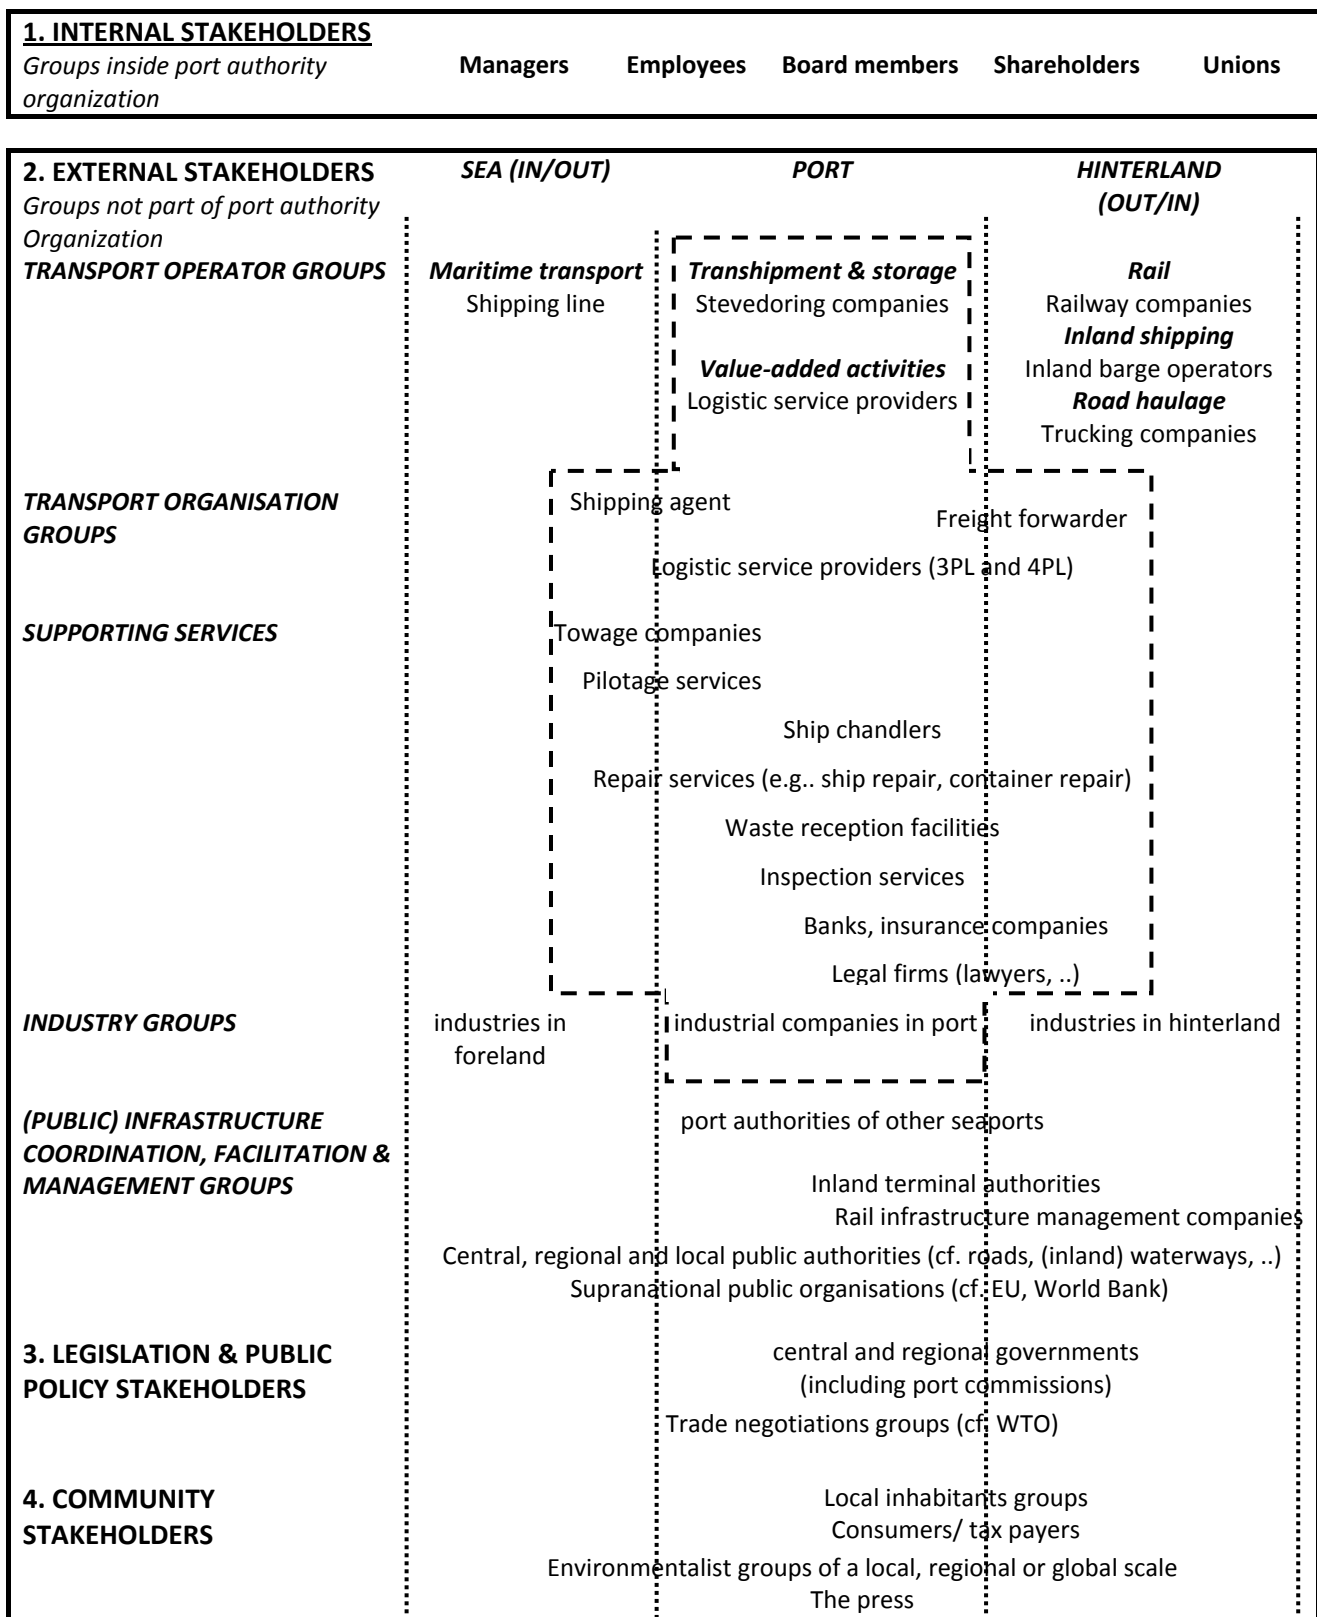 1. INTERNAL STAKEHOLDERS
Groups inside port authority
organization
Managers Employees Board members Shareholders Unions
2. EXTERNAL STAKEHOLDERS
Groups not part of port authority
Organization
SEA (IN/OUT) PORT HINTERLAND
(OUT/IN)
TRANSPORT OPERATOR GROUPS
Maritime transport
Shipping line
Transhipment & storage
Stevedoring companies
Value-added activities
Logistic service providers
Rail
Railway companies
Inland shipping
Inland barge operators
Road haulage
Trucking companies
TRANSPORT ORGANISATION
GROUPS
Shipping agent
Freight forwarder
Logistic service providers (3PL and 4PL)
SUPPORTING SERVICES
Towage companies
Pilotage services
Ship chandlers
Repair services (e.g.. ship repair, container repair)
Waste reception facilities
Inspection services
Banks, insurance companies
Legal firms (lawyers, ..)
INDUSTRY GROUPS
industries in
foreland
industrial companies in port
industries in hinterland
(PUBLIC) INFRASTRUCTURE
COORDINATION, FACILITATION &
MANAGEMENT GROUPS
port authorities of other seaports
Inland terminal authorities
Rail infrastructure management companies
Central, regional and local public authorities (cf. roads, (inland) waterways, ..)
Supranational public organisations (cf. EU, World Bank)
3. LEGISLATION & PUBLIC
POLICY STAKEHOLDERS
central and regional governments
(including port commissions)
Trade negotiations groups (cf. WTO)
4. COMMUNITY
STAKEHOLDERS
Local inhabitants groups
Consumers/ tax payers
Environmentalist groups of a local, regional or global scale
The press